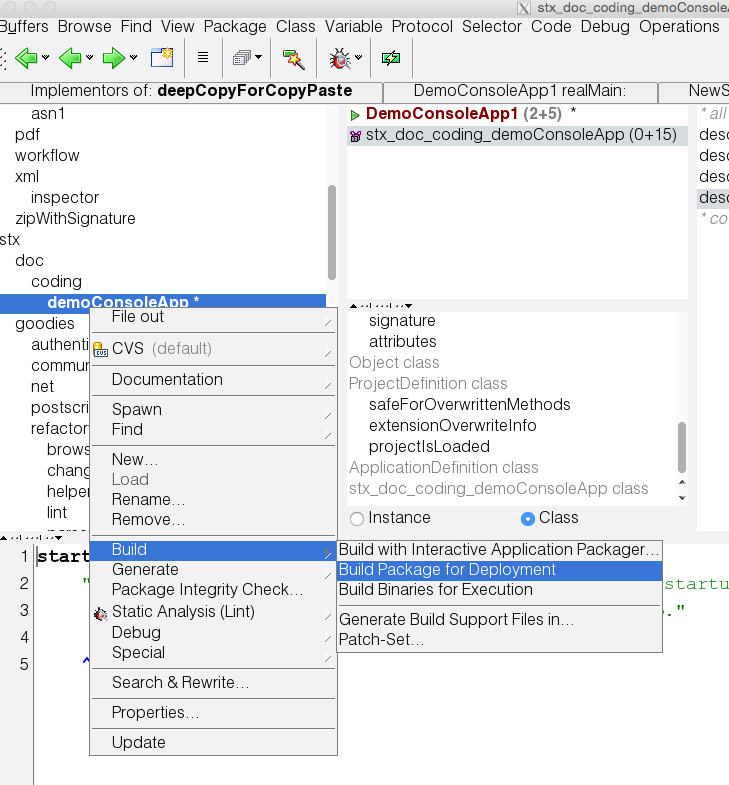 stx_doc_coding_demoConsoleA
Buffers Browse Find View Package Class Variable Protocol Selector Code Debug Operations
Implementors of: deepCopyForCopyPaste DemoConsoleApp1 realMain: NewS
asn1
pdf
workflow
xml
inspector
zipWithSignature
stx
doc
coding
demoConsoleApp *
goodies
authenti
commun
net
postscri
refactory
brows
chang
helper
lint
DemoConsoleApp1 (2+5) *
stx_doc_coding_demoConsoleApp (0+15)
* all
desc
desc
desc
desc
* co
signature
attributes
Object class
ProjectDefinition class
safeForOverwrittenMethods
extensionOverwriteInfo
projectIsLoaded
ApplicationDefinition class
stx_doc_coding_demoConsoleApp class
Instance Class
File out
CVS (default)
Documentation
Spawn
Find
New...
Load
Rename...
Remove...
Build
Generate
Package Integrity Check...
Static Analysis (Lint)
Debug
Special
Search & Rewrite...
Properties...
Update
Build with Interactive Application Packager...
Build Package for Deployment
Build Binaries for Execution
Generate Build Support Files in...
Patch-Set...
1 start
2 " startu
3 ."
4
5 ^